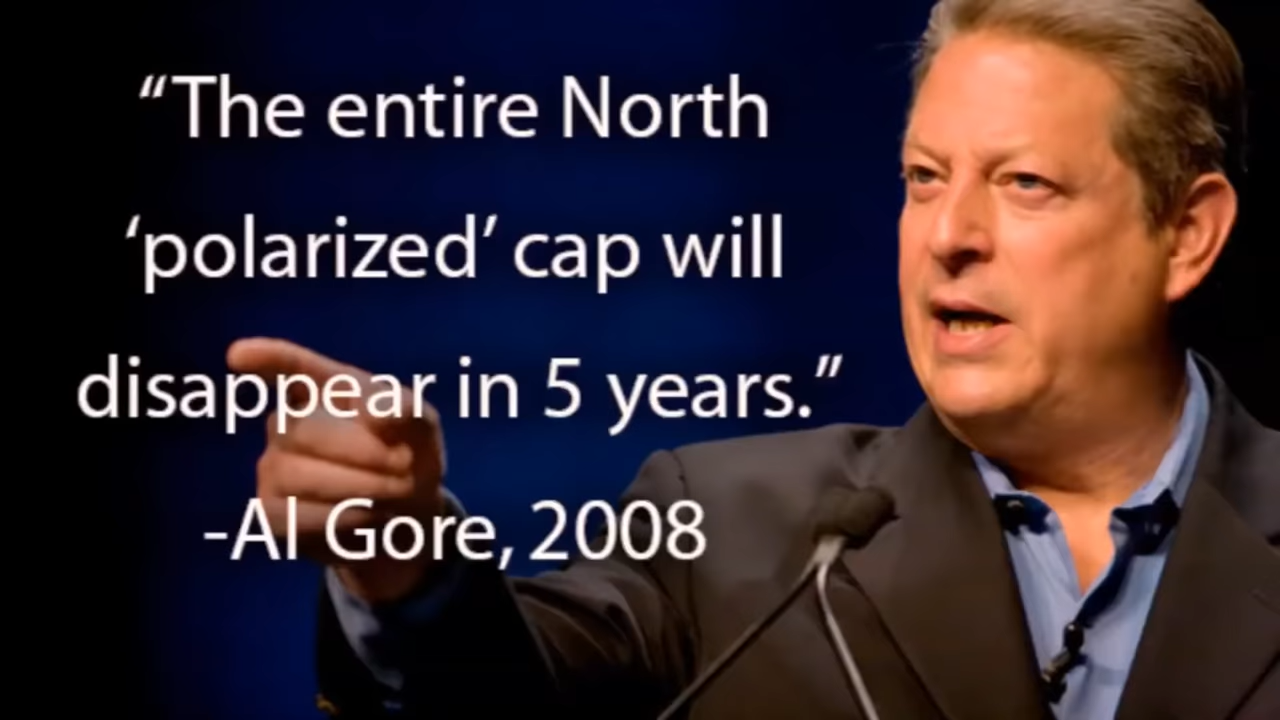 “The entire North
‘polarized’ cap will
disappear in 5 years.”
-Al Gore, 2008